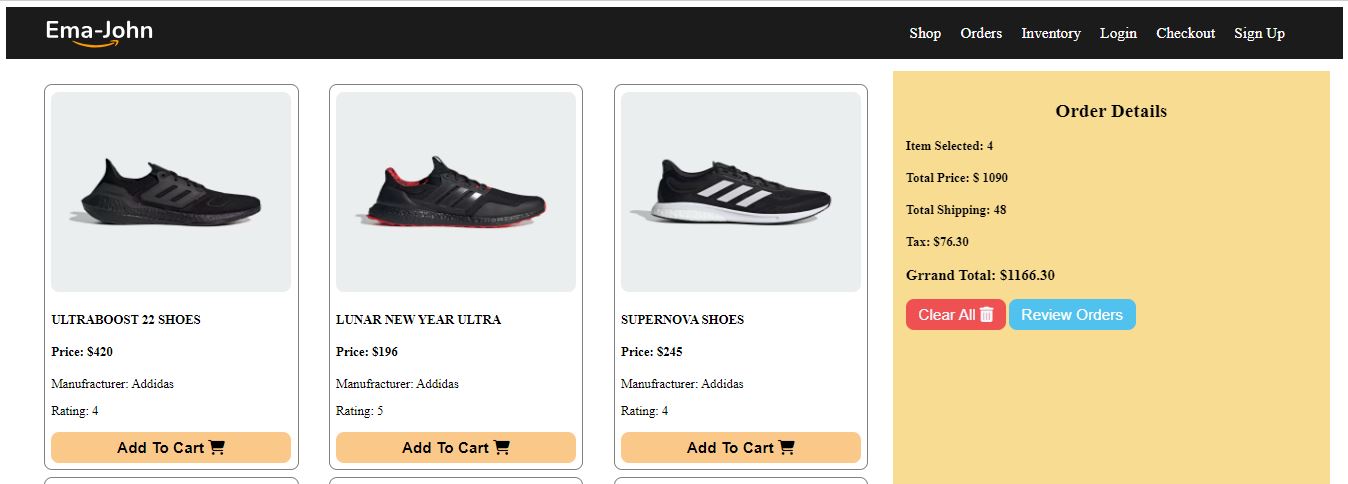 Ema-John
Shop Orders Inventory Login Checkout Sign Up
ULTRABOOST 22 SHOES
Price: $420
Manufracturer: Addidas
Rating: 4
Add To Cart
LUNAR NEW YEAR ULTRA
Price: $196
Manufracturer: Addidas
Rating: 5
Add To Cart
SUPERNOVA SHOES
Price: $245
Manufracturer: Addidas
Rating: 4
Add To Cart
Order Details
Item Selected: 4
Total Price: $ 1090
Total Shipping: 48
Tax: $76.30
Grrand Total: $1166.30
Clear All
Review Orders